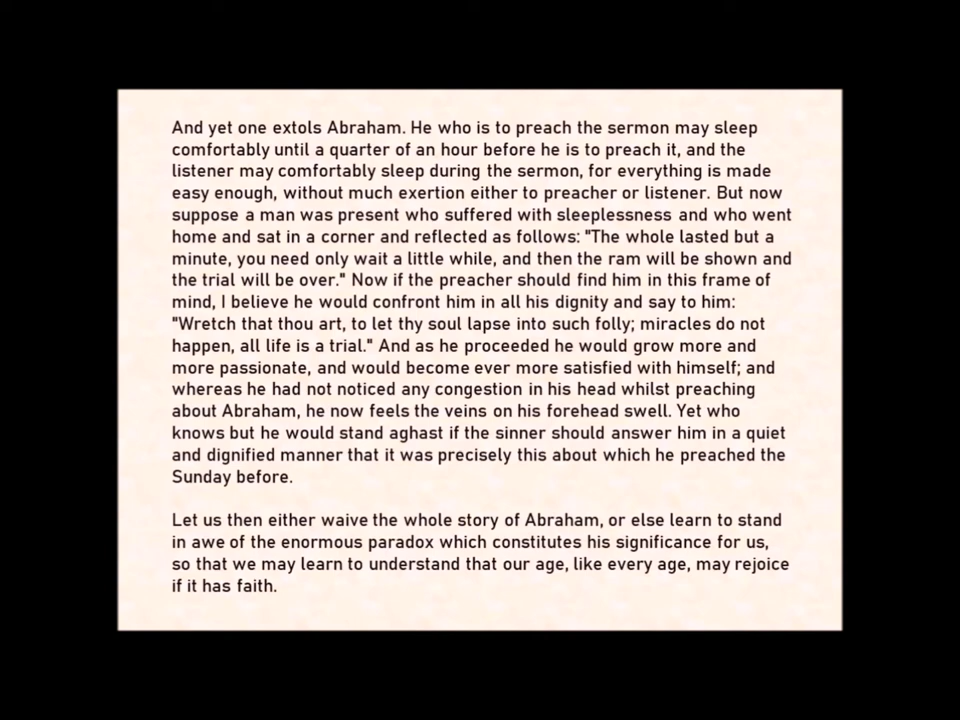 And yet one extols Abraham. He who is to preach the sermon may sleep
comfortably until a quarter of an hour before he is to preach it, and the
listener may comfortably sleep during the sermon, for everything is made
easy enough, without much exertion either to preacher or listener. But now
suppose a man was present who suffered with sleeplessness and who went
home and sat in a corner and reflected as follows: "The whole lasted but a
minute, you need only wait a little while, and then the ram will be shown and
the trial will be over." Now if the preacher should find him in this frame of
mind, I believe he would confront him in all his dignity and say to him:
"Wretch that thou art, to let thy soul lapse into such folly; miracles do not
happen, all life is a trial." And as he proceeded he would grow more and
more passionate, and would become ever more satisfied with himself; and
whereas he had not noticed any congestion in his head whilst preaching
about Abraham, he now feels the veins on his forehead swell. Yet who
knows but he would stand aghast if the sinner should answer him in a quiet
and dignified manner that it was precisely this about which he preached the
Sunday before.
Let us then either waive the whole story of Abraham, or else learn to stand
in awe of the enormous paradox which constitutes his significance for us,
so that we may learn to understand that our age, like every age, may rejoice
if it has faith.